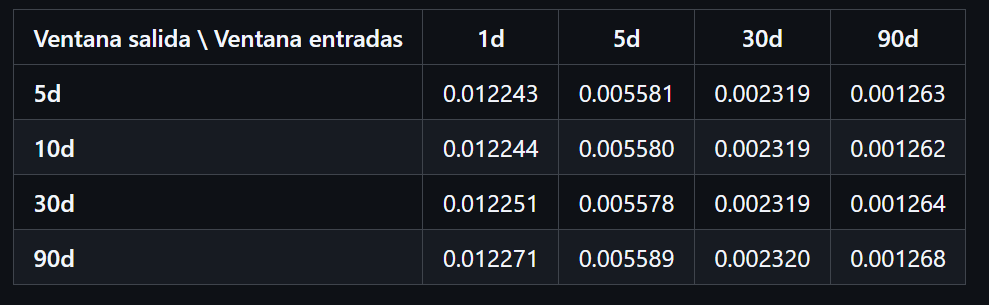 Ventana salida \ Ventana entradas 1d 5d 30d 90d
5d 0.012243 0.005581 0.002319 0.001263
10d 0.012244 0.005580 0.002319 0.001262
30d 0.012251 0.005578 0.002319 0.001264
90d 0.012271 0.005589 0.002320 0.001268